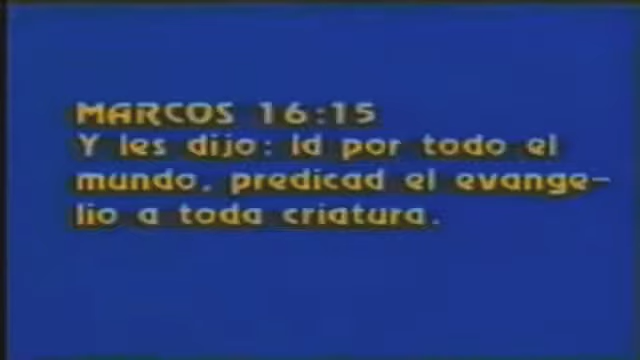 MARCOS 16:15
Y les dijo: Id por todo el
mundo, predicad el evange-
lio a toda criatura.